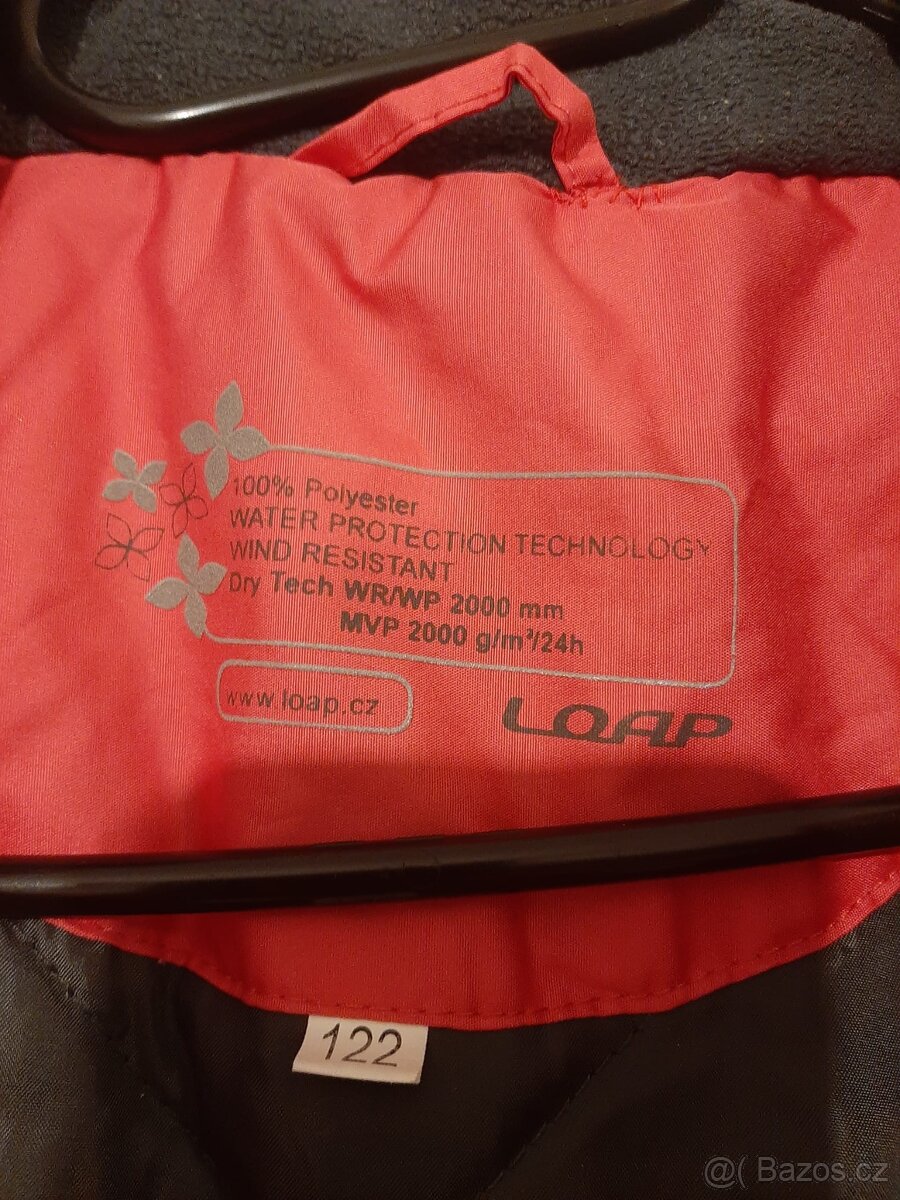 100% Polyester
WATER PROTECTION TECHNOLOGY
WIND RESISTANT
Dry Tech WR/WP 2000 mm
MVP 2000 g/m²/24h
www.loap.cz
LOAP
122
@( Bazos.cz